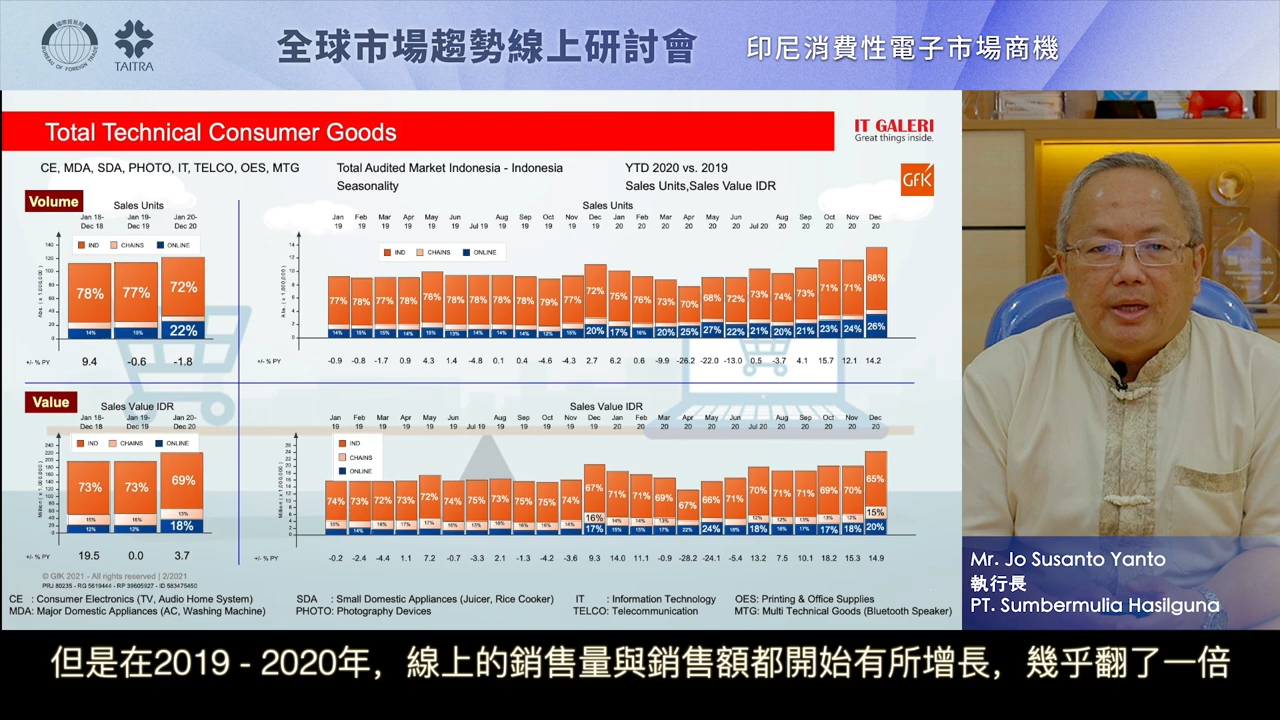 BUREAU OF FOREIGN TRADE
TAITRA
全球市場趨勢線上研討會
印尼消費性電子市場商機
Total Technical Consumer Goods
IT GALERI
Great things inside.
CE, MDA, SDA, PHOTO, IT, TELCO, OES, MTG
Total Audited Market Indonesia - Indonesia
Seasonality
YTD 2020 vs. 2019
Sales Units,Sales Value IDR
GfK
Volume
Sales Units
Jan 18- Jan 19- Jan 20-
Dec 18 Dec 19 Dec 20
IND CHAINS ONLINE
78% 77% 72%
14% 15% 22%
+/- % PY 9.4 -0.6 -1.8
Sales Units
Jan Feb Mar Apr May Jun Jul 19 Aug Sep Oct Nov Dec Jan Feb Mar Apr May Jun Jul 20 Aug Sep Oct Nov Dec
19 19 19 19 19 19 19 19 19 19 19 20 20 20 20 20 20 20 20 20 20 20
IND CHAINS ONLINE
77% 78% 77% 78% 76% 78% 78% 78% 78% 79% 77% 72% 75% 76% 73% 70% 68% 72% 73% 74% 73% 71% 71% 68%
14% 15% 15% 14% 15% 13% 14% 14% 14% 12% 15% 20% 17% 16% 20% 25% 27% 22% 21% 20% 21% 23% 24% 26%
+/- % PY -0.9 -0.8 -1.7 0.9 4.3 1.4 -4.8 0.1 0.4 -4.6 -4.3 2.7 6.2 0.6 -9.9 -26.2 -22.0 -13.0 0.5 -3.7 4.1 15.7 12.1 14.2
Value
Sales Value IDR
Jan 18- Jan 19- Jan 20-
Dec 18 Dec 19 Dec 20
IND CHAINS ONLINE
73% 73% 69%
15% 16% 13%
12% 12% 18%
+/- % PY 19.5 0.0 3.7
Sales Value IDR
Jan Feb Mar Apr May Jun Jul 19 Aug Sep Oct Nov Dec Jan Feb Mar Apr May Jun Jul 20 Aug Sep Oct Nov Dec
19 19 19 19 19 19 19 19 19 19 19 20 20 20 20 20 20 20 20 20 20 20
IND
CHAINS
ONLINE
74% 73% 72% 73% 72% 74% 75% 73% 75% 75% 74% 67% 71% 71% 69% 67% 66% 71% 70% 71% 71% 69% 70% 65%
17% 24% 18% 17% 18% 20%
+/- % PY -0.2 -2.4 -4.4 1.1 7.2 -0.7 -3.3 2.1 -1.3 -4.2 -3.6 9.3 14.0 11.1 -0.9 -28.2 -24.1 -5.4 13.2 7.5 10.1 18.2 15.3 14.9
© GfK 2021 - All rights reserved | 2/2021
PRJ 80235 - RG 5619444 - RP 39605927 - ID 583475450
CE : Consumer Electronics (TV, Audio Home System) SDA : Small Domestic Appliances (Juicer, Rice Cooker) IT : Information Technology OES: Printing & Office Supplies
MDA: Major Domestic Appliances (AC, Washing Machine) PHOTO: Photography Devices TELCO: Telecommunication MTG: Multi Technical Goods (Bluetooth Speaker)
Mr. Jo Susanto Yanto
執行長
PT. Sumbermulia Hasilguna
但是在2019 - 2020年，線上的銷售量與銷售額都開始有所增長，幾乎翻了一倍